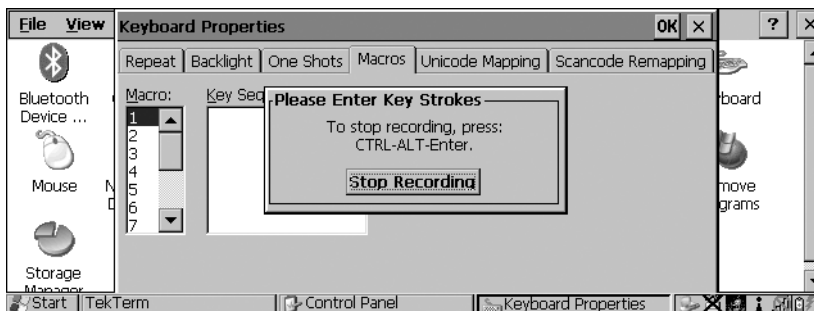 File View
Keyboard Properties
OK
?
Repeat
Backlight
One Shots
Macros
Unicode Mapping
Scancode Remapping
Macro:
Key Seq
1
2
3
4
5
6
7
Please Enter Key Strokes
To stop recording, press:
CTRL-ALT-Enter.
Stop Recording
Bluetooth
Device ...
Mouse
Storage
Manager
board
move
grams
Start
TekTerm
Control Panel
Keyboard Properties